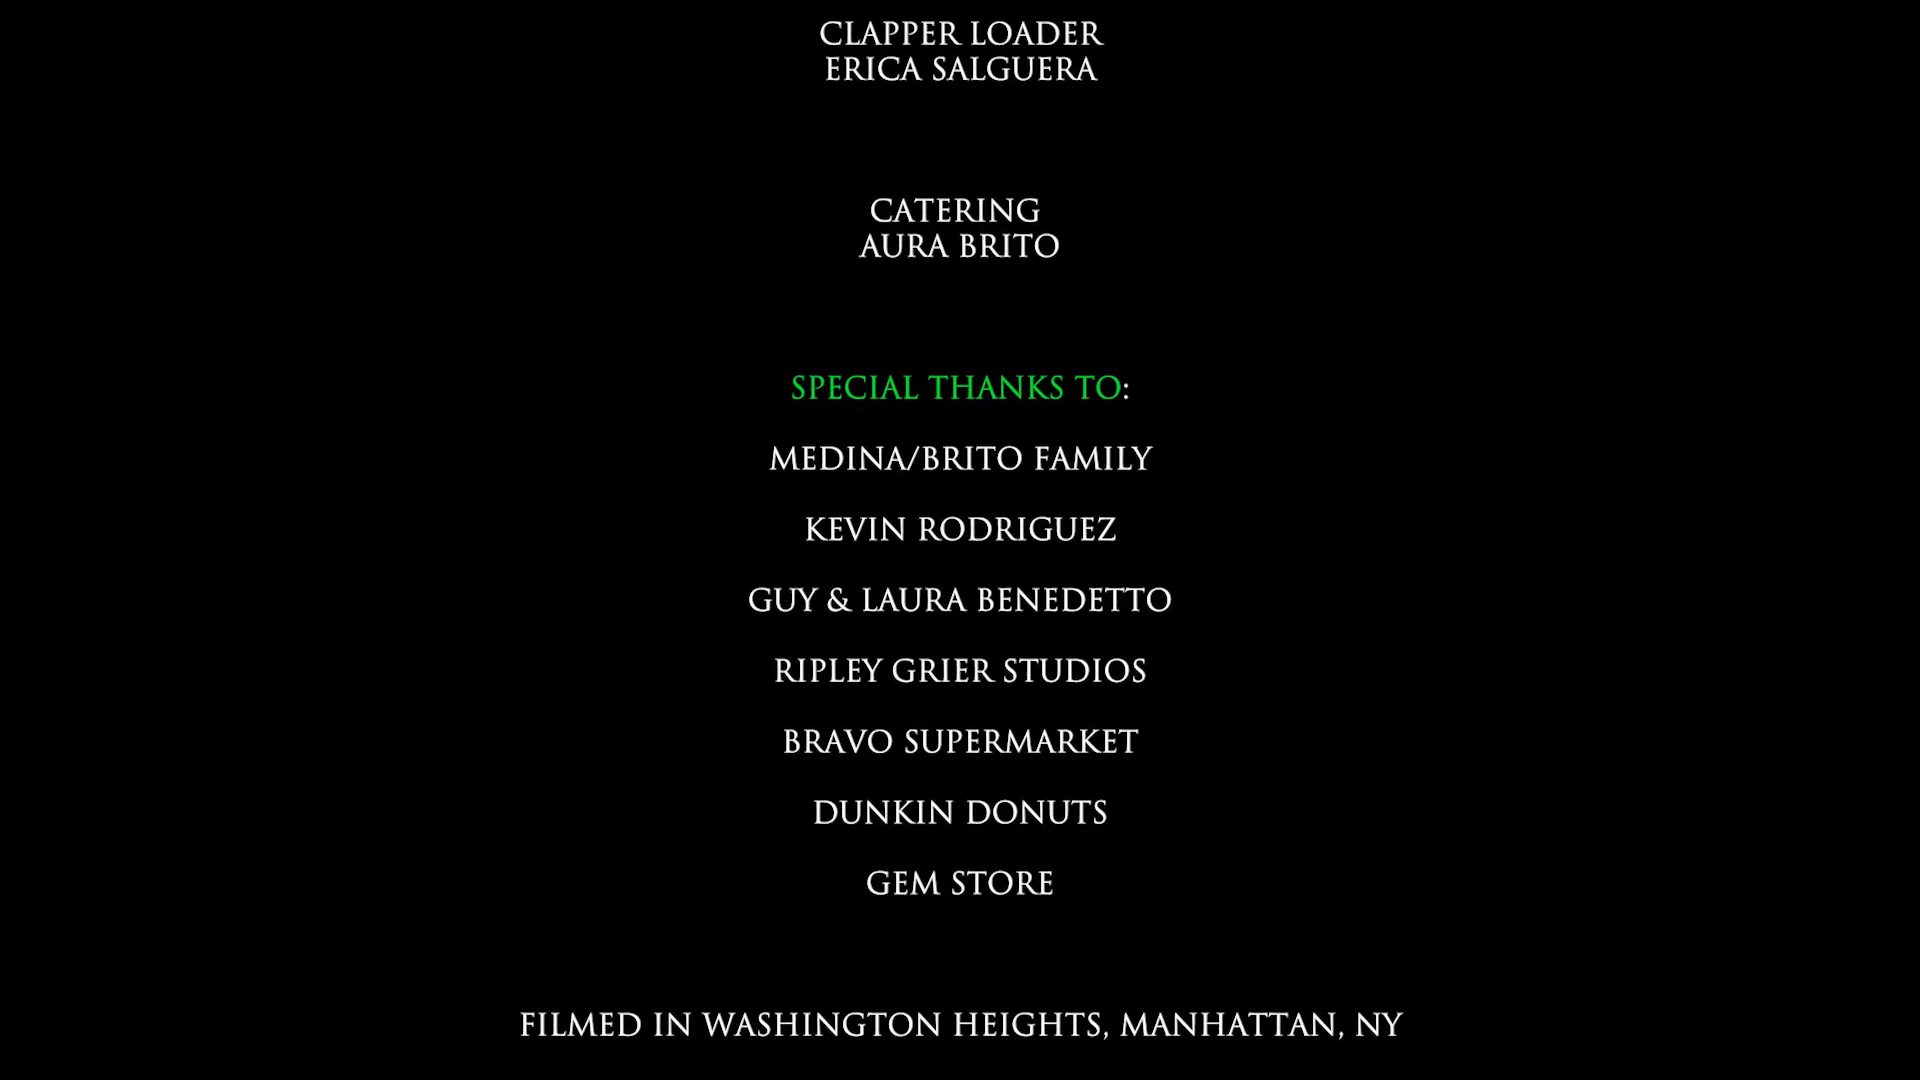 CLAPPER LOADER
ERICA SALGUERA
CATERING
AURA BRITO
SPECIAL THANKS TO:
MEDINA/BRITO FAMILY
KEVIN RODRIGUEZ
GUY & LAURA BENEDETTO
RIPLEY GRIER STUDIOS
BRAVO SUPERMARKET
DUNKIN DONUTS
GEM STORE
FILMED IN WASHINGTON HEIGHTS, MANHATTAN, NY